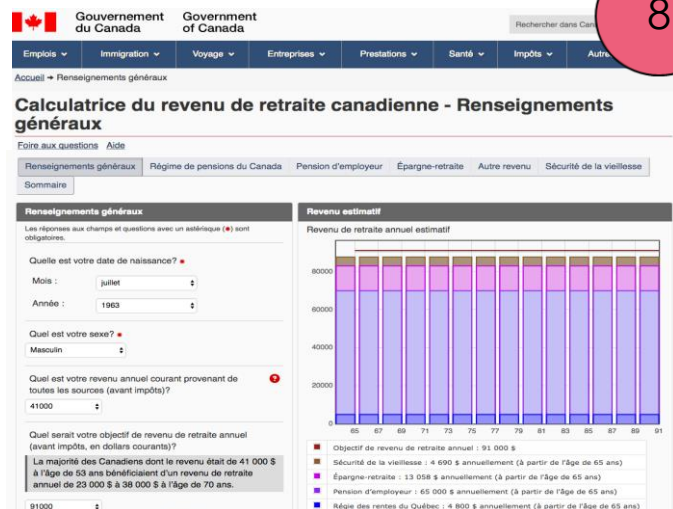 Gouvernement du Canada
Government of Canada
8
Rechercher dans Can
Emplois Immigration Voyage Entreprises Prestations Santé Impôts Autre
Accueil → Renseignements généraux
Calculatrice du revenu de retraite canadienne - Renseignements
généraux
Foire aux questions Aide
Renseignements généraux Régime de pensions du Canada Pension d'employeur Épargne-retraite Autre revenu Sécurité de la vieillesse
Sommaire
Renseignements généraux
Les réponses aux champs et questions avec un astérisque (*) sont
obligatoires.
Quelle est votre date de naissance?
Mois : juillet
Année : 1963
Quel est votre sexe?
Masculin
Quel est votre revenu annuel courant provenant de
toutes les sources (avant impôts)?
41000
Quel serait votre objectif de revenu de retraite annuel
(avant impôts, en dollars courants)?
La majorité des Canadiens dont le revenu était de 41 000 $
à l'âge de 53 ans bénéficiaient d'un revenu de retraite
annuel de 23 000 $ à 38 000 $ à l'âge de 70 ans.
91000
Revenu estimatif
Revenu de retraite annuel estimatif
80000
60000
40000
20000
0
65 67 69 71 73 75 77 79 81 83 85 87 89 91
Objectif de revenu de retraite annuel : 91 000 $
Sécurité de la vieillesse : 4 690 $ annuellement (à partir de l'âge de 65 ans)
Épargne-retraite : 13 058 $ annuellement (à partir de l'âge de 65 ans)
Pension d'employeur : 65 000 $ annuellement (à partir de l'âge de 65 ans)
Régie des rentes du Québec : 4 800 $ annuellement (à partir de l'âge de 65 ans)